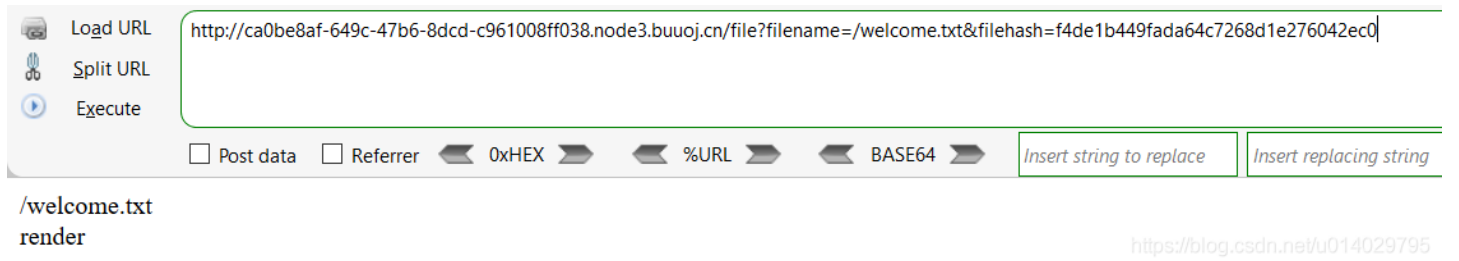 Load URL
http://ca0be8af-649c-47b6-8dcd-c961008ff038.node3.buuoj.cn/file?filename=/welcome.txt&filehash=f4de1b449fada64c7268d1e276042ec0
Split URL
Execute
Post data Referrer 0xHEX %URL BASE64 Insert string to replace Insert replacing string
/welcome.txt
render
https://blog.csdn.net/u014029795